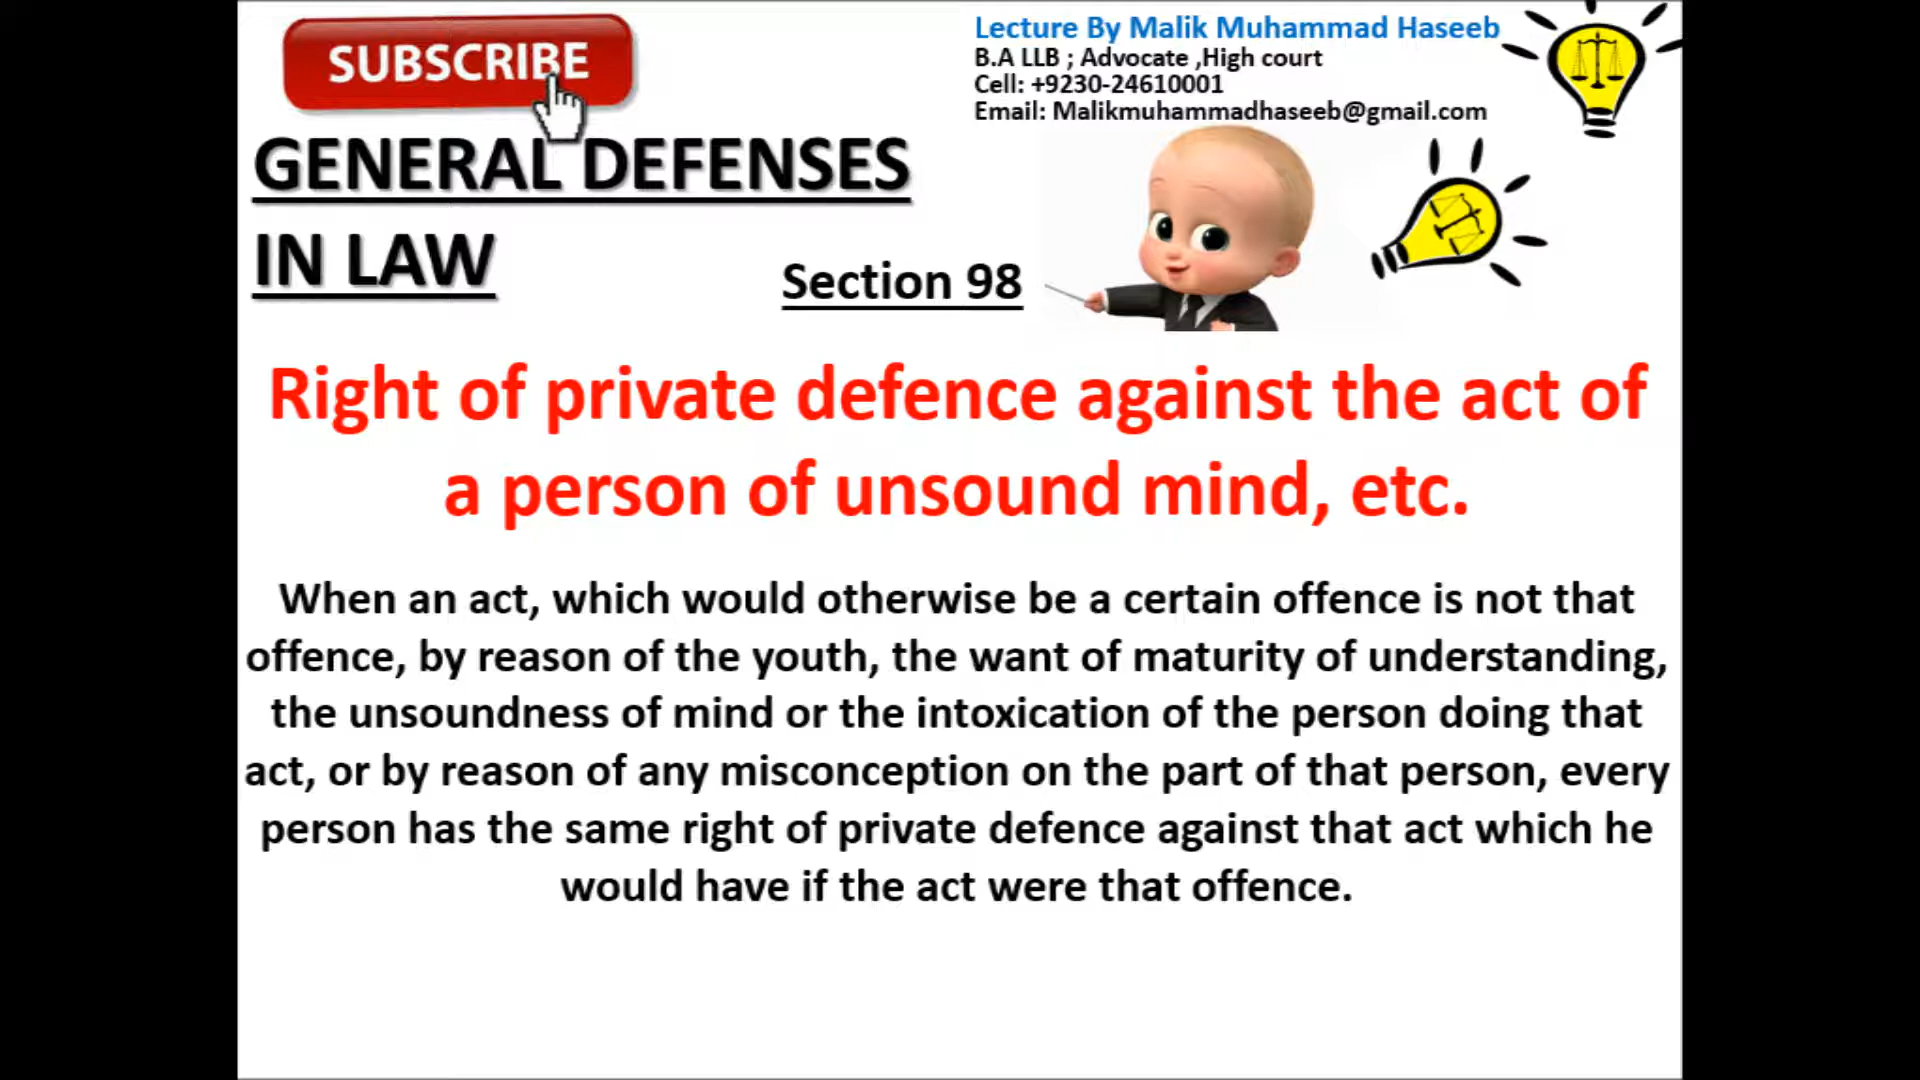 SUBSCRIBE
Lecture By Malik Muhammad Haseeb
B.A LLB ; Advocate ,High court
Cell: +9230-24610001
Email: Malikmuhammadhaseeb@gmail.com
GENERAL DEFENSES
IN LAW
Section 98
Right of private defence against the act of
a person of unsound mind, etc.
When an act, which would otherwise be a certain offence is not that
offence, by reason of the youth, the want of maturity of understanding,
the unsoundness of mind or the intoxication of the person doing that
act, or by reason of any misconception on the part of that person, every
person has the same right of private defence against that act which he
would have if the act were that offence.